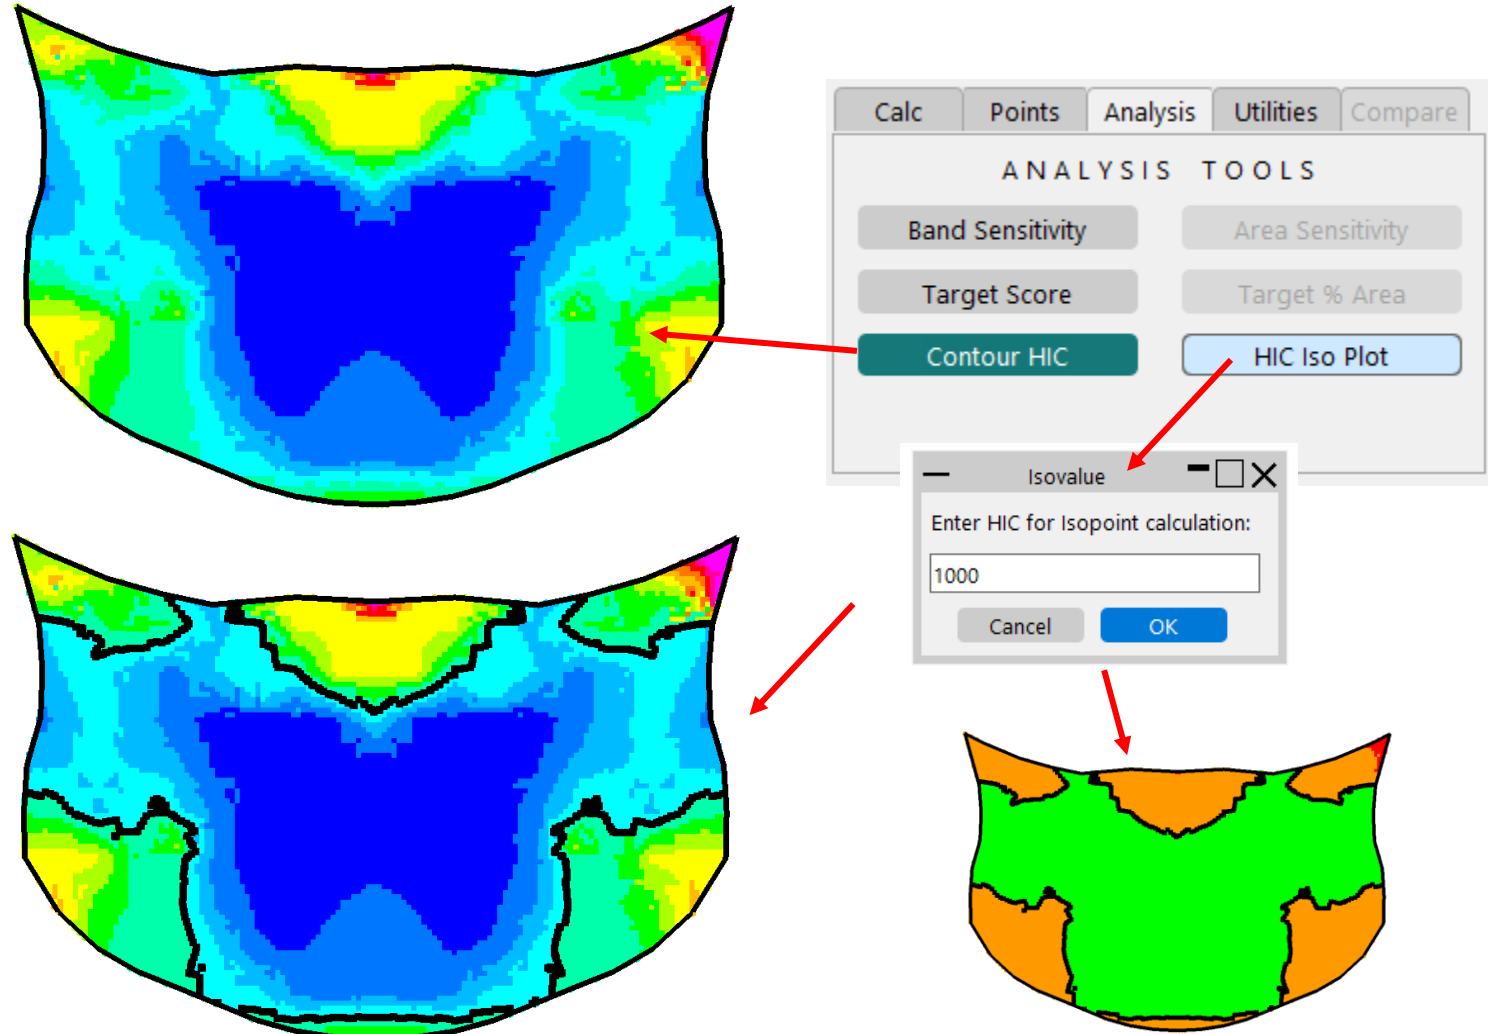 Calc Points Analysis Utilities Compare
ANALYSIS TOOLS
Band Sensitivity Area Sensitivity
Target Score Target % Area
Contour HIC HIC Iso Plot
Isovalue
Enter HIC for Isopoint calculation:
1000
Cancel OK